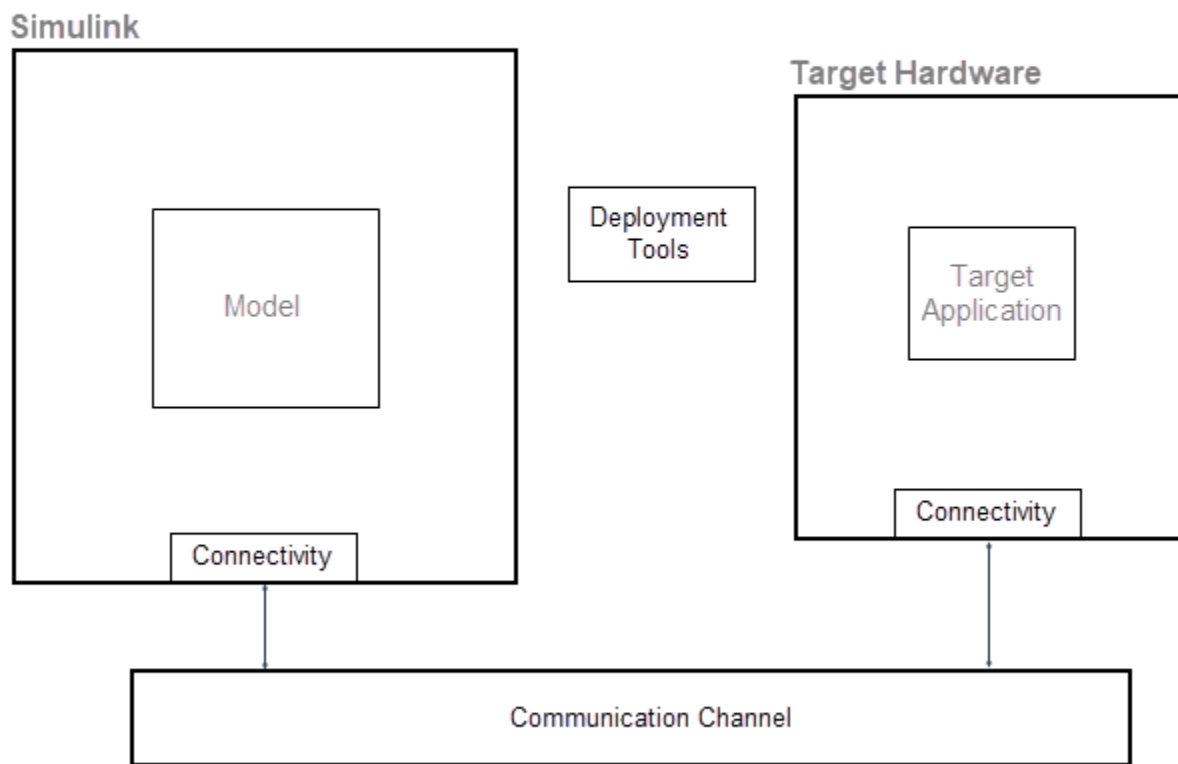 Simulink
Target Hardware
Deployment
Tools
Model
Target
Application
Connectivity
Connectivity
Communication Channel